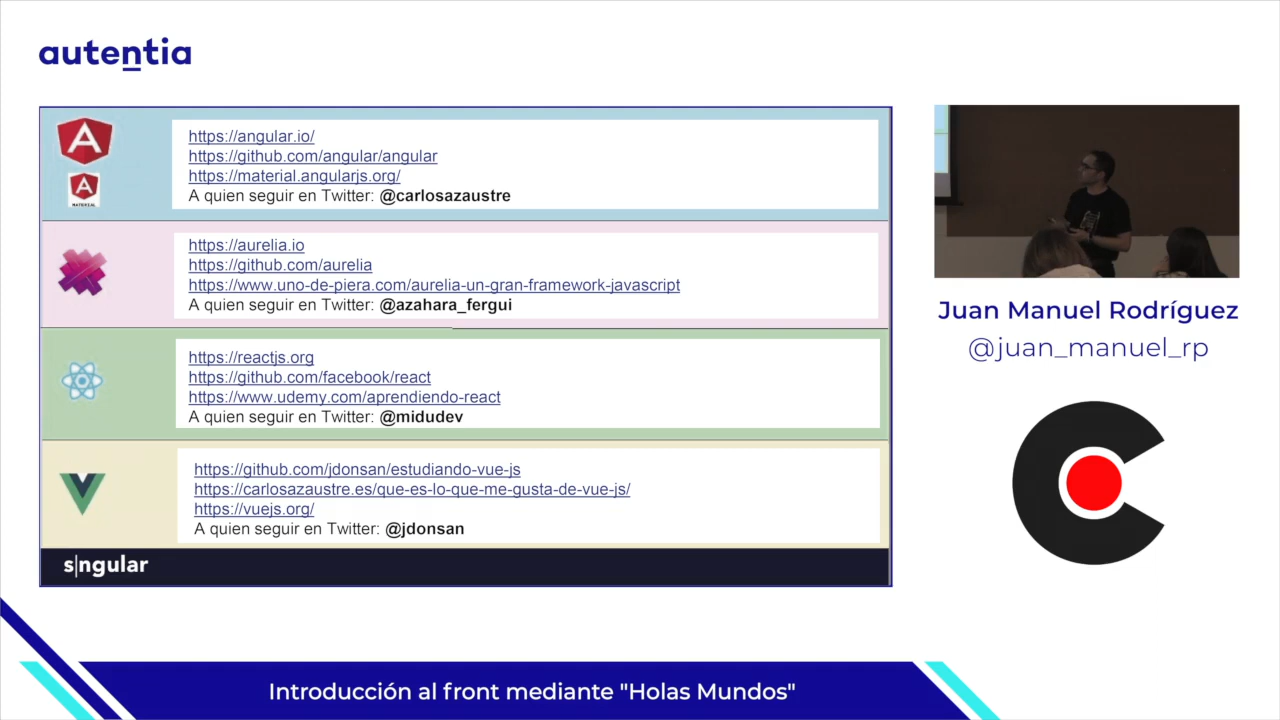 autentia
https://angular.io/
https://github.com/angular/angular
https://material.angularjs.org/
A quien seguir en Twitter: @carlosazaustre
A
A
MATERIAL
https://aurelia.io
https://github.com/aurelia
https://www.uno-de-piera.com/aurelia-un-gran-framework-javascript
A quien seguir en Twitter: @azahara_fergui
https://reactjs.org
https://github.com/facebook/react
https://www.udemy.com/aprendiendo-react
A quien seguir en Twitter: @midudev
https://github.com/jdonsan/estudiando-vue-js
https://carlosazaustre.es/que-es-lo-que-me-gusta-de-vue-js/
https://vuejs.org/
A quien seguir en Twitter: @jdonsan
s|ngular
Juan Manuel Rodríguez
@juan_manuel_rp
Introducción al front mediante "Holas Mundos"